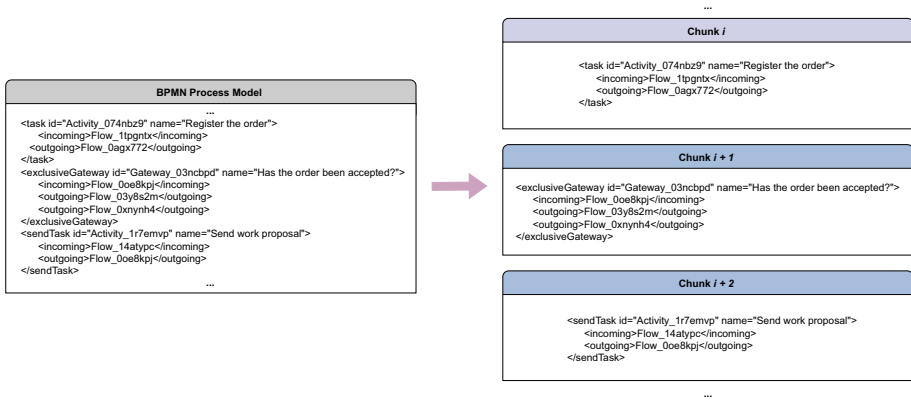 BPMN Process Model
...
<task id="Activity_074nbz9" name="Register the order">
<incoming>Flow_1tpgntx</incoming>
<outgoing>Flow_0agx772</outgoing>
</task>
<exclusiveGateway id="Gateway_03ncbpd" name="Has the order been accepted?">
<incoming>Flow_0oe8kpj</incoming>
<outgoing>Flow_03y8s2m</outgoing>
<outgoing>Flow_0xnynh4</outgoing>
</exclusiveGateway>
<sendTask id="Activity_1r7emvp" name="Send work proposal">
<incoming>Flow_14atypc</incoming>
<outgoing>Flow_0oe8kpj</outgoing>
</sendTask>
...
...
Chunk i
<task id="Activity_074nbz9" name="Register the order">
<incoming>Flow_1tpgntx</incoming>
<outgoing>Flow_0agx772</outgoing>
</task>
Chunk i + 1
<exclusiveGateway id="Gateway_03ncbpd" name="Has the order been accepted?">
<incoming>Flow_0oe8kpj</incoming>
<outgoing>Flow_03y8s2m</outgoing>
<outgoing>Flow_0xnynh4</outgoing>
</exclusiveGateway>
Chunk i + 2
<sendTask id="Activity_1r7emvp" name="Send work proposal">
<incoming>Flow_14atypc</incoming>
<outgoing>Flow_0oe8kpj</outgoing>
</sendTask>
...